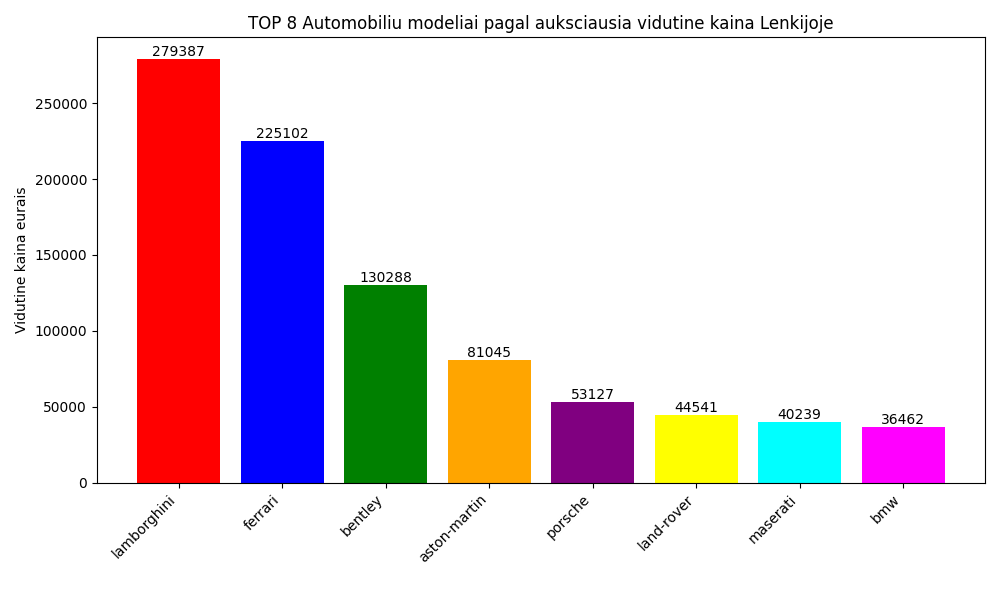 TOP 8 Automobiliu modeliai pagal auksciausia vidutine kaina Lenkijoje
Vidutine kaina eurais
250000
200000
150000
100000
50000
0
279387
225102
130288
81045
53127
44541
40239
36462
lamborghini
ferrari
bentley
aston-martin
porsche
land-rover
maserati
bmw